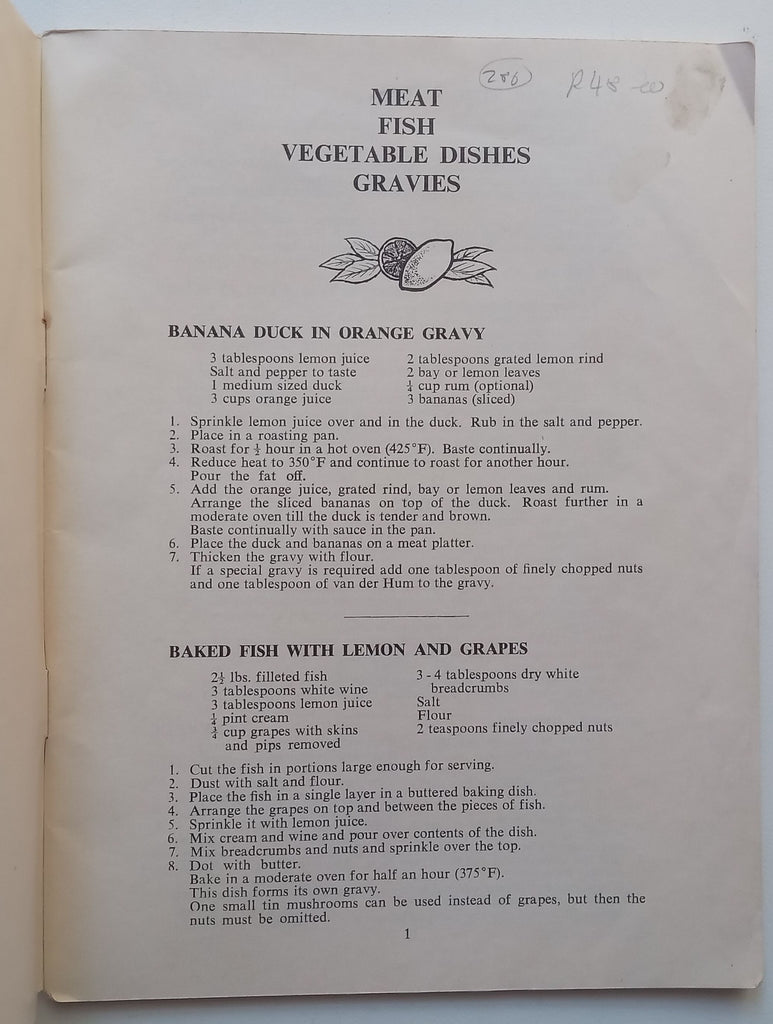 286
R48
MEAT
FISH
VEGETABLE DISHES
GRAVIES
BANANA DUCK IN ORANGE GRAVY
3 tablespoons lemon juice
Salt and pepper to taste
1 medium sized duck
3 cups orange juice
2 tablespoons grated lemon rind
2 bay or lemon leaves
¼ cup rum (optional)
3 bananas (sliced)
1. Sprinkle lemon juice over and in the duck. Rub in the salt and pepper.
2. Place in a roasting pan.
3. Roast for ½ hour in a hot oven (425°F). Baste continually.
4. Reduce heat to 350°F and continue to roast for another hour.
Pour the fat off.
5. Add the orange juice, grated rind, bay or lemon leaves and rum.
Arrange the sliced bananas on top of the duck. Roast further in a
moderate oven till the duck is tender and brown.
Baste continually with sauce in the pan.
6. Place the duck and bananas on a meat platter.
7. Thicken the gravy with flour.
If a special gravy is required add one tablespoon of finely chopped nuts
and one tablespoon of van der Hum to the gravy.
BAKED FISH WITH LEMON AND GRAPES
2½ lbs. filleted fish
3 tablespoons white wine
3 tablespoons lemon juice
¼ pint cream
¾ cup grapes with skins
and pips removed
3 - 4 tablespoons dry white
breadcrumbs
Salt
Flour
2 teaspoons finely chopped nuts
1. Cut the fish in portions large enough for serving.
2. Dust with salt and flour.
3. Place the fish in a single layer in a buttered baking dish.
4. Arrange the grapes on top and between the pieces of fish.
5. Sprinkle it with lemon juice.
6. Mix cream and wine and pour over contents of the dish.
7. Mix breadcrumbs and nuts and sprinkle over the top.
8. Dot with butter.
Bake in a moderate oven for half an hour (375°F).
This dish forms its own gravy.
One small tin mushrooms can be used instead of grapes, but then the
nuts must be omitted.
1